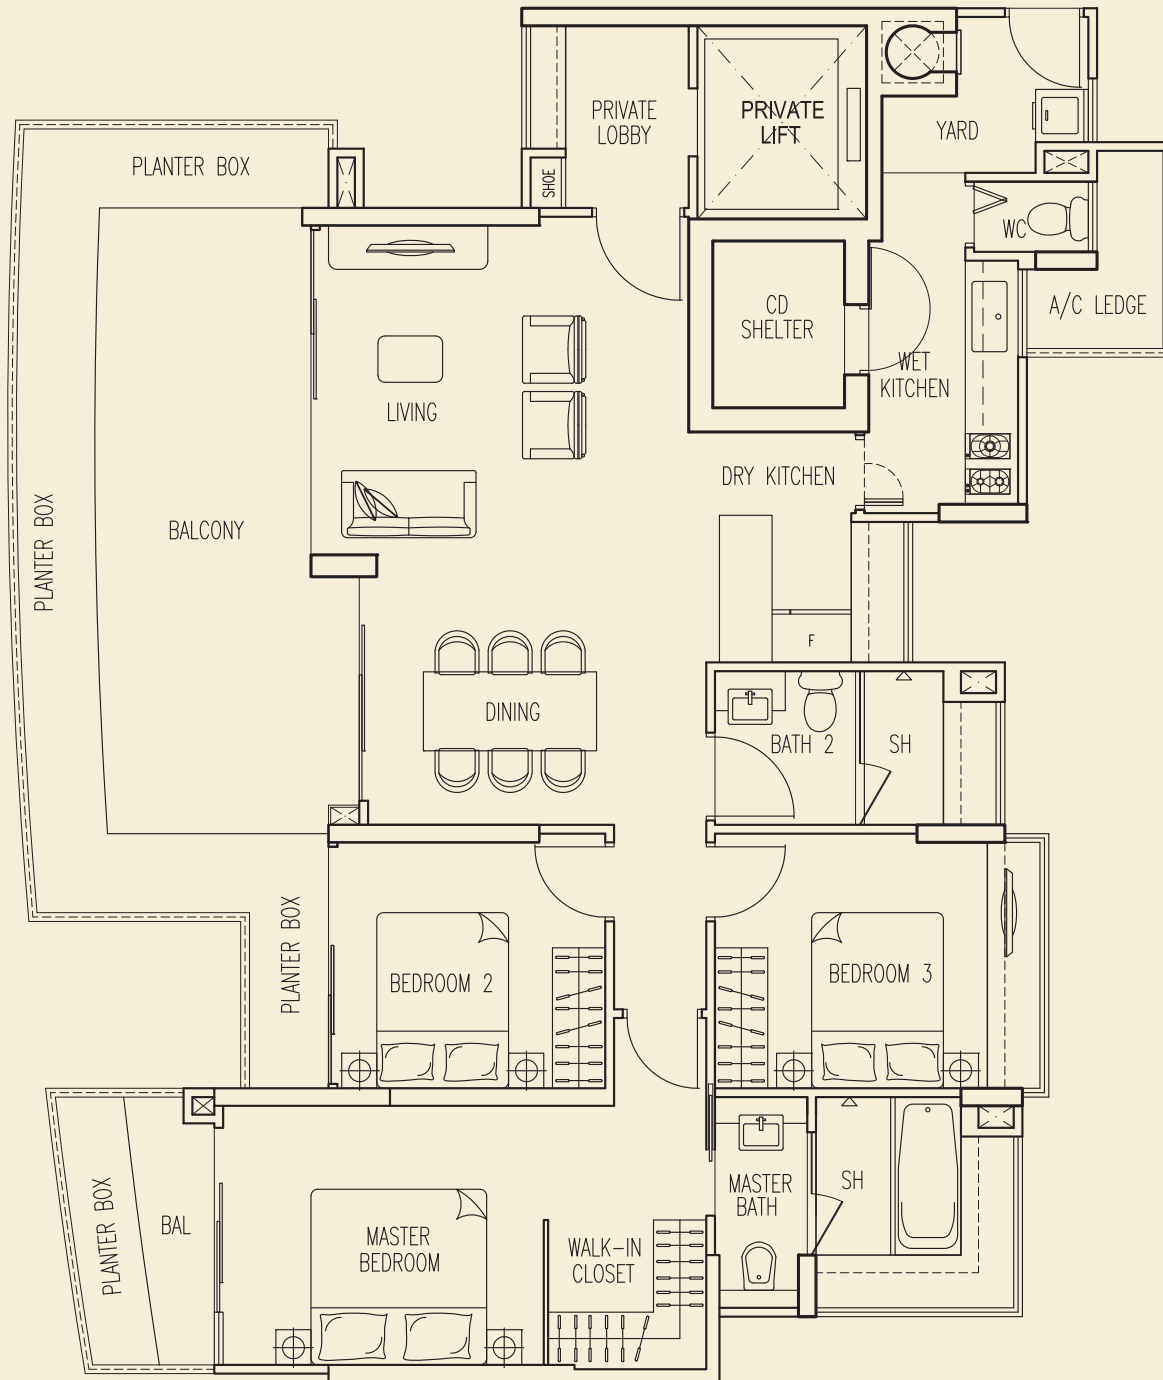 PRIVATE
LOBBY
PRIVATE
LIFT
YARD
PLANTER BOX
SHOE
WC
CD
SHELTER
A/C LEDGE
WET
KITCHEN
LIVING
DRY KITCHEN
PLANTER BOX
BALCONY
F
DINING
BATH 2
SH
PLANTER BOX
BEDROOM 2
BEDROOM 3
PLANTER BOX
BAL
MASTER
BEDROOM
WALK-IN
CLOSET
MASTER
BATH
SH